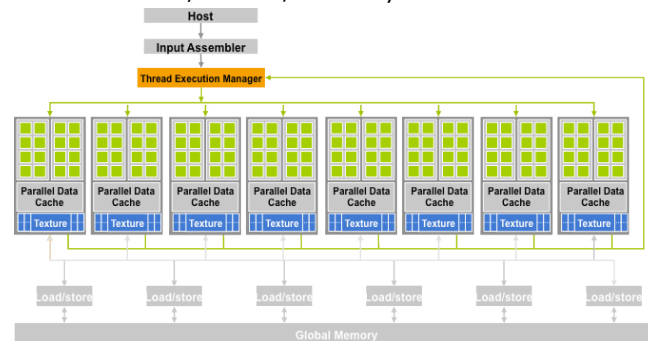 Host
Input Assembler
Thread Execution Manager
Parallel Data Cache
Parallel Data Cache
Parallel Data Cache
Parallel Data Cache
Parallel Data Cache
Parallel Data Cache
Parallel Data Cache
Parallel Data Cache
Texture
Texture
Texture
Texture
Texture
Texture
Texture
Texture
Load/store
Load/store
Load/store
Load/store
Load/store
Load/store
Global Memory